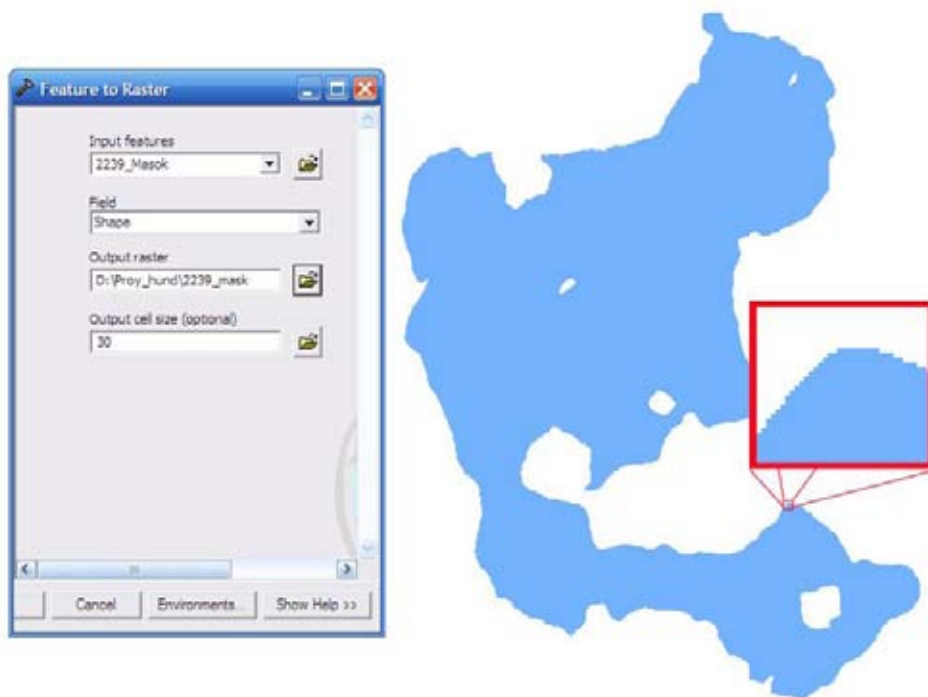 Feature to Raster
Input features
2239_Masok
Field
Shape
Output raster
D:\Proy_hund\2239_mask
Output cell size (optional)
30
Cancel
Environments...
Show Help >>